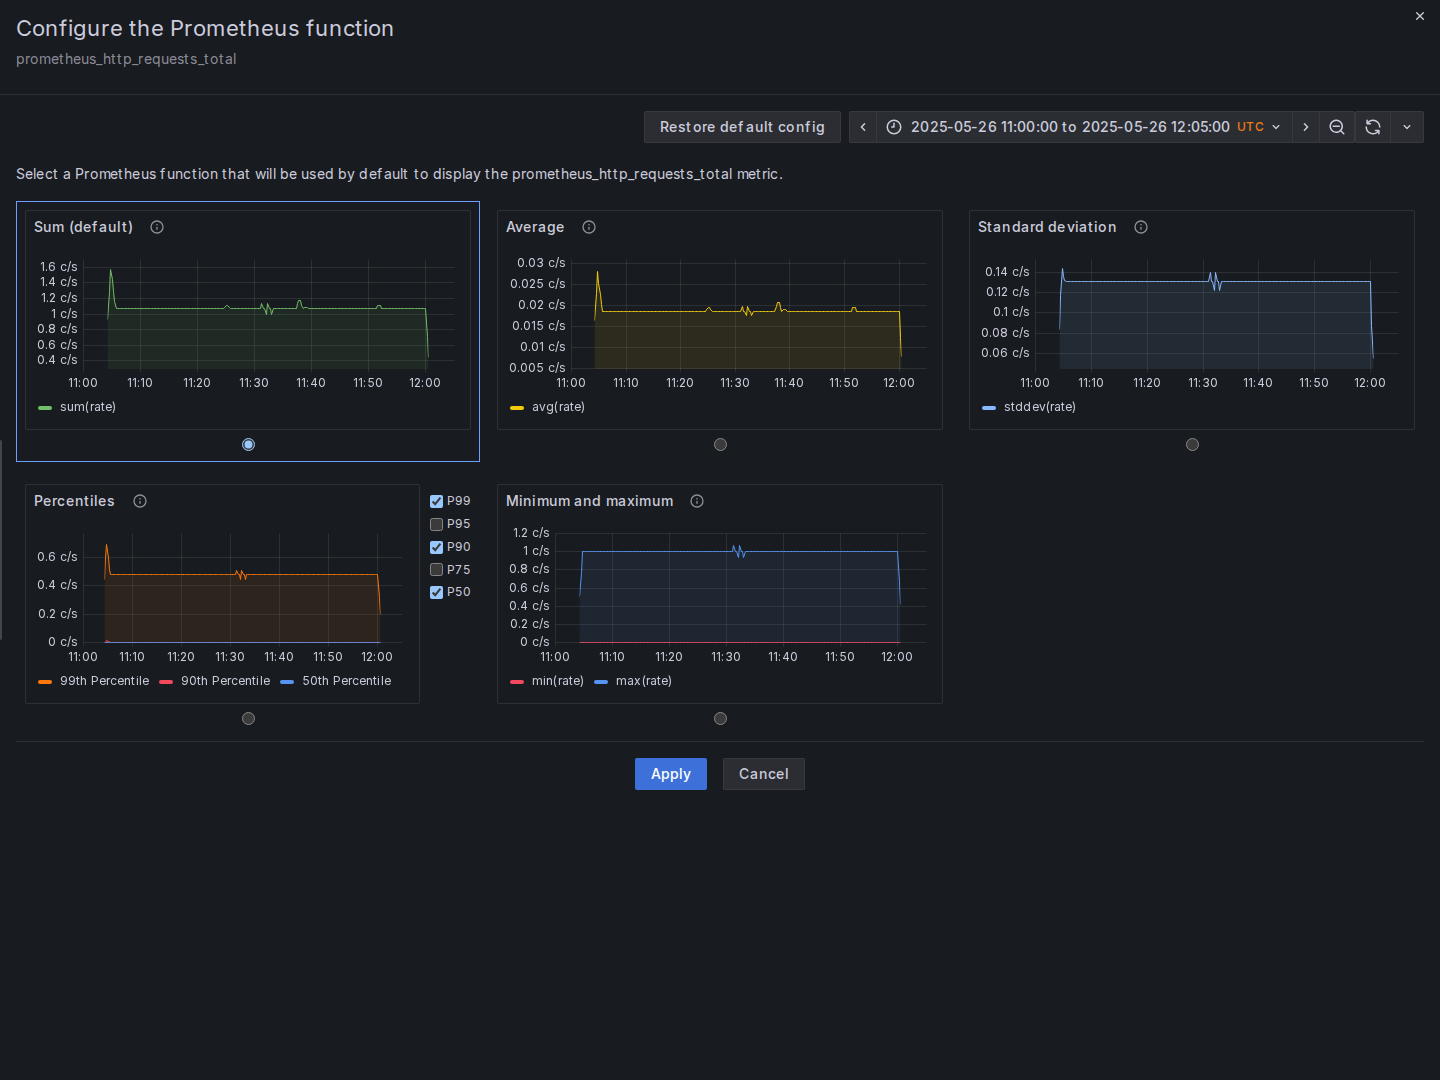 Configure the Prometheus function
prometheus_http_requests_total
Restore default config
2025-05-26 11:00:00 to 2025-05-26 12:05:00 UTC
Select a Prometheus function that will be used by default to display the prometheus_http_requests_total metric.
Sum (default)
1.6 c/s
1.4 c/s
1.2 c/s
1 c/s
0.8 c/s
0.6 c/s
0.4 c/s
11:00 11:10 11:20 11:30 11:40 11:50 12:00
sum(rate)
Average
0.03 c/s
0.025 c/s
0.02 c/s
0.015 c/s
0.01 c/s
0.005 c/s
11:00 11:10 11:20 11:30 11:40 11:50 12:00
avg(rate)
Standard deviation
0.14 c/s
0.12 c/s
0.1 c/s
0.08 c/s
0.06 c/s
11:00 11:10 11:20 11:30 11:40 11:50 12:00
stddev(rate)
Percentiles
0.6 c/s
0.4 c/s
0.2 c/s
0 c/s
11:00 11:10 11:20 11:30 11:40 11:50 12:00
99th Percentile 90th Percentile 50th Percentile
P99
P95
P90
P75
P50
Minimum and maximum
1.2 c/s
1 c/s
0.8 c/s
0.6 c/s
0.4 c/s
0.2 c/s
0 c/s
11:00 11:10 11:20 11:30 11:40 11:50 12:00
min(rate) max(rate)
Apply Cancel